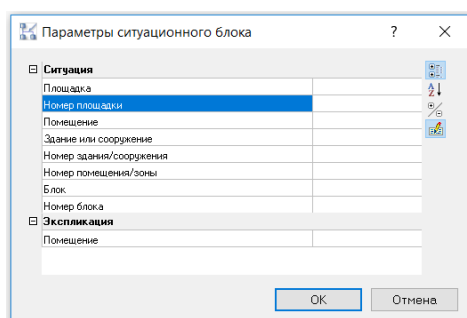 Параметры ситуационного блока ?
Ситуация
Площадка
Номер площадки
Помещение
Здание или сооружение
Номер здания/сооружения
Номер помещения/зоны
Блок
Номер блока
Экспликация
Помещение
OK Отмена